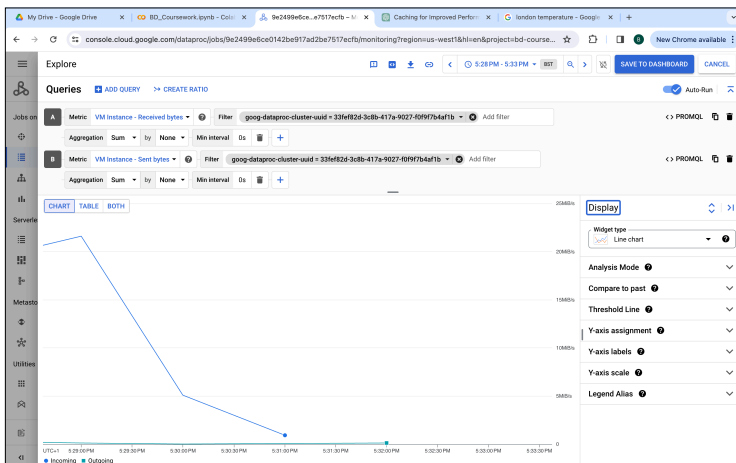 My Drive - Google Drive
BD_Coursework.ipynb - Cola
9e2499e6ce...e7517ecfb – M
Caching for Improved Perform
london temperature - Google
console.cloud.google.com/dataproc/jobs/9e2499e6ce0142be917ad2be7517ecfb/monitoring?region=us-west1&hl=en&project=bd-course...
New Chrome available
Explore
5:28 PM - 5:33 PM
BST
SAVE TO DASHBOARD
CANCEL
Queries
ADD QUERY
CREATE RATIO
Auto-Run
Jobs on
A
Metric
VM Instance - Received bytes
Filter
goog-dataproc-cluster-uuid = 33fef82d-3c8b-417a-9027-f0f9f7b4af1b
Add filter
<> PROMQL
Aggregation
Sum
by
None
Min interval
0s
B
Metric
VM Instance - Sent bytes
Filter
goog-dataproc-cluster-uuid = 33fef82d-3c8b-417a-9027-f0f9f7b4af1b
Add filter
<> PROMQL
Aggregation
Sum
by
None
Min interval
0s
Serverle
Metasto
Utilities
CHART
TABLE
BOTH
25MiB/s
20MiB/s
15MiB/s
10MiB/s
5MiB/s
0
UTC+1
5:29:00 PM
5:29:30 PM
5:30:00 PM
5:30:30 PM
5:31:00 PM
5:31:30 PM
5:32:00 PM
5:32:30 PM
5:33:00 PM
5:33:30 PM
Incoming
Outgoing
Display
Widget type
Line chart
Analysis Mode
Compare to past
Threshold Line
Y-axis assignment
Y-axis labels
Y-axis scale
Legend Alias